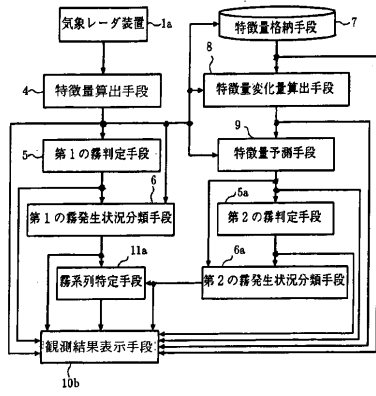 気象レーダ装置
1a
特徴量格納手段
7
8
4
特徴量算出手段
特徴量変化量算出手段
9
5
第1の霧判定手段
特徴量予測手段
6
5a
第1の霧発生状況分類手段
第2の霧判定手段
11a
6a
霧系列特定手段
第2の霧発生状況分類手段
観測結果表示手段
10b